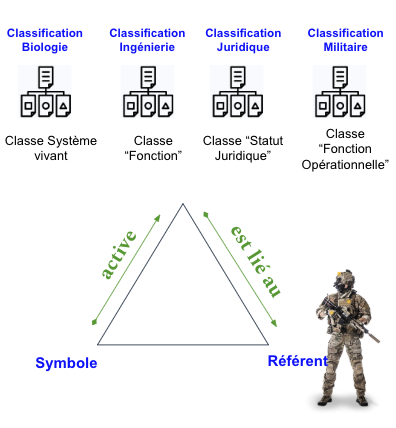 Classification Biologie
Classification Ingénierie
Classification Juridique
Classification Militaire
Classe Système vivant
Classe “Fonction”
Classe “Statut Juridique”
Classe “Fonction Opérationnelle”
active
est lié au
Symbole
Référent